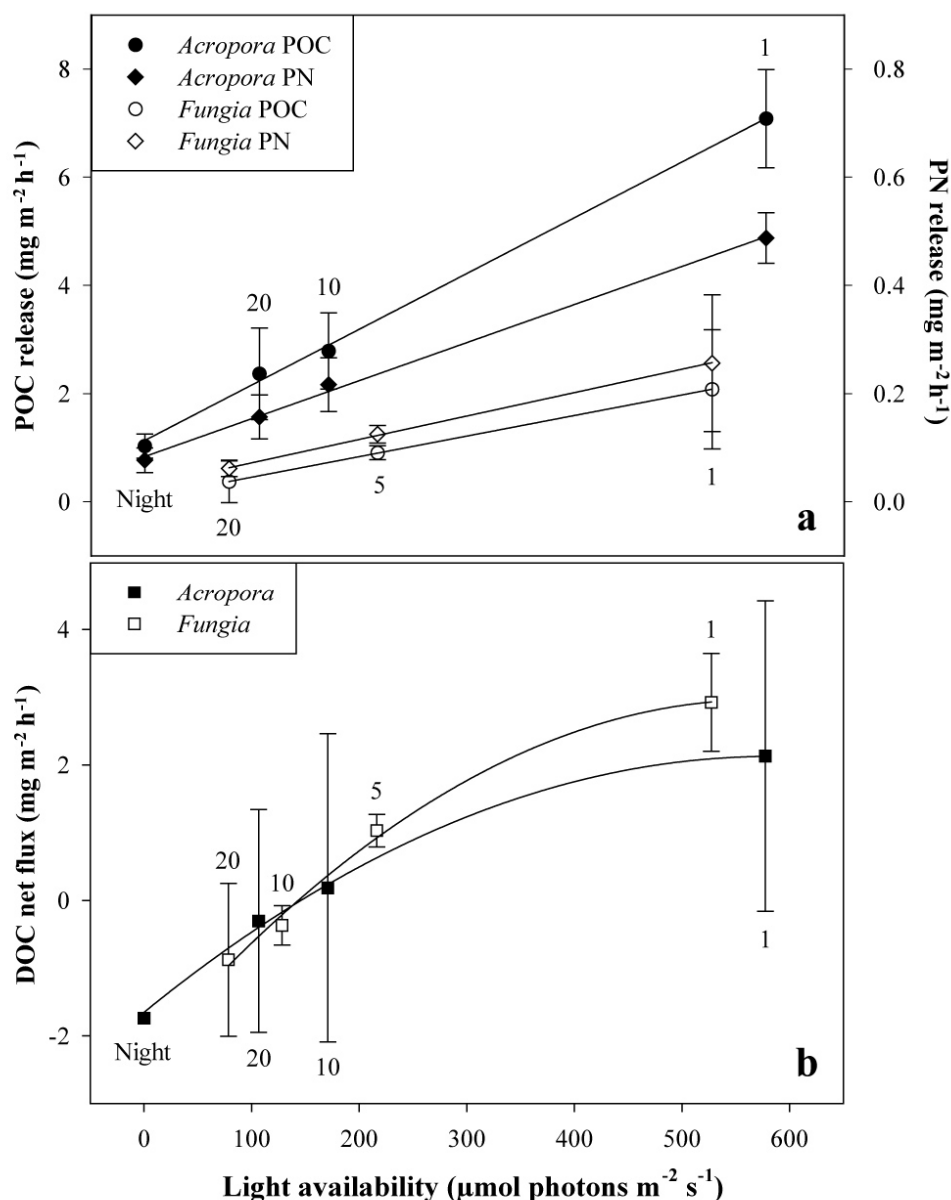 Acropora POC
Acropora PN
Fungia POC
Fungia PN
POC release (mg m⁻² h⁻¹)
PN release (mg m⁻² h⁻¹)
8
6
4
2
0
0.8
0.6
0.4
0.2
0.0
1
20
10
Night
20
5
1
a
Acropora
Fungia
DOC net flux (mg m⁻² h⁻¹)
4
2
0
-2
1
5
20
10
1
Night
20
10
b
0 100 200 300 400 500 600
Light availability (µmol photons m⁻² s⁻¹)